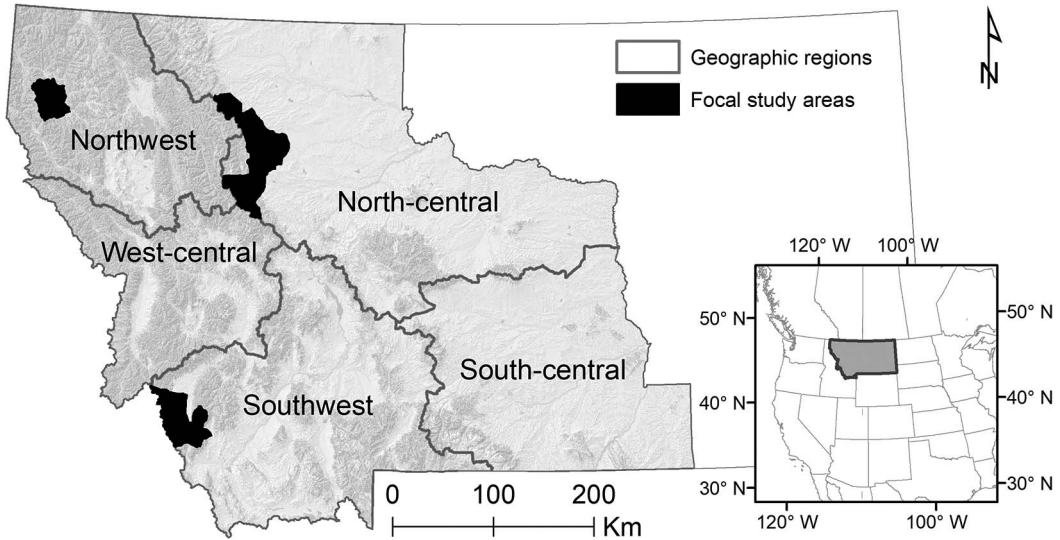 Geographic regions
Focal study areas
N
Northwest
North-central
West-central
South-central
Southwest
0 100 200
Km
120° W 100° W
50° N 50° N
40° N 40° N
30° N 30° N
120° W 100° W